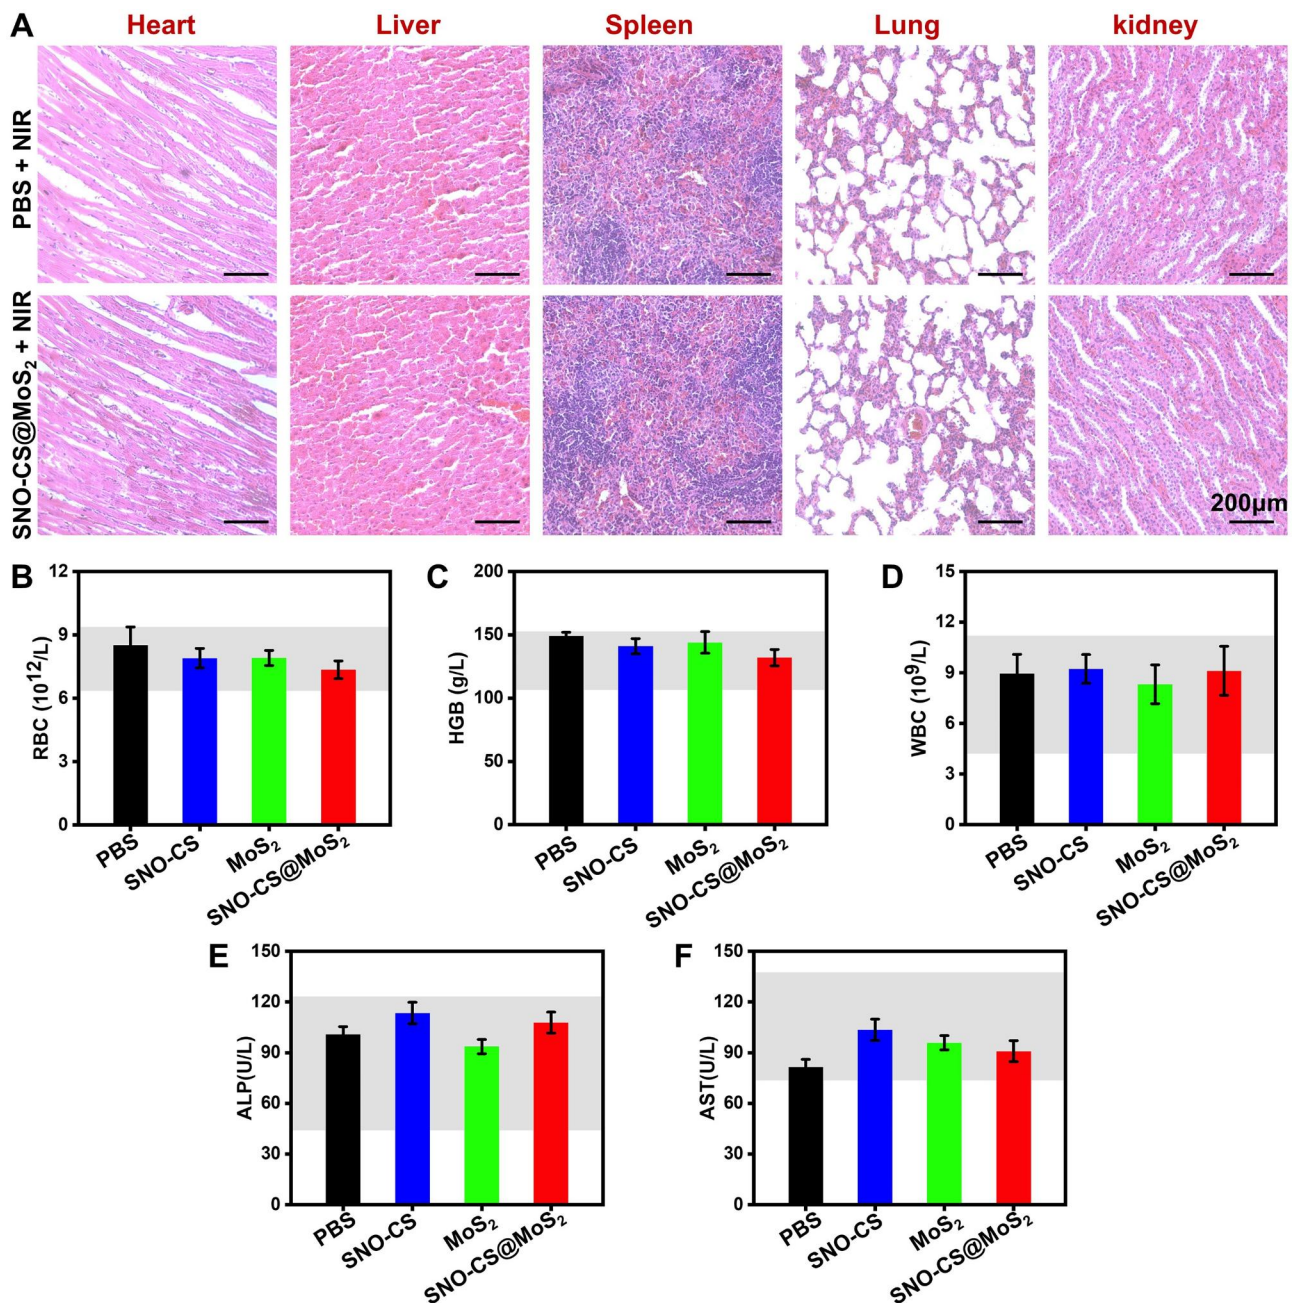 A
Heart
Liver
Spleen
Lung
kidney
PBS + NIR
SNO-CS@MoS₂ + NIR
200μm
B
RBC (10¹²/L)
12
9
6
3
0
PBS
SNO-CS
MoS₂
SNO-CS@MoS₂
C
HGB (g/L)
200
150
100
50
0
PBS
SNO-CS
MoS₂
SNO-CS@MoS₂
D
WBC (10⁹/L)
15
12
9
6
3
0
PBS
SNO-CS
MoS₂
SNO-CS@MoS₂
E
ALP(U/L)
150
120
90
60
30
0
PBS
SNO-CS
MoS₂
SNO-CS@MoS₂
F
AST(U/L)
150
120
90
60
30
0
PBS
SNO-CS
MoS₂
SNO-CS@MoS₂